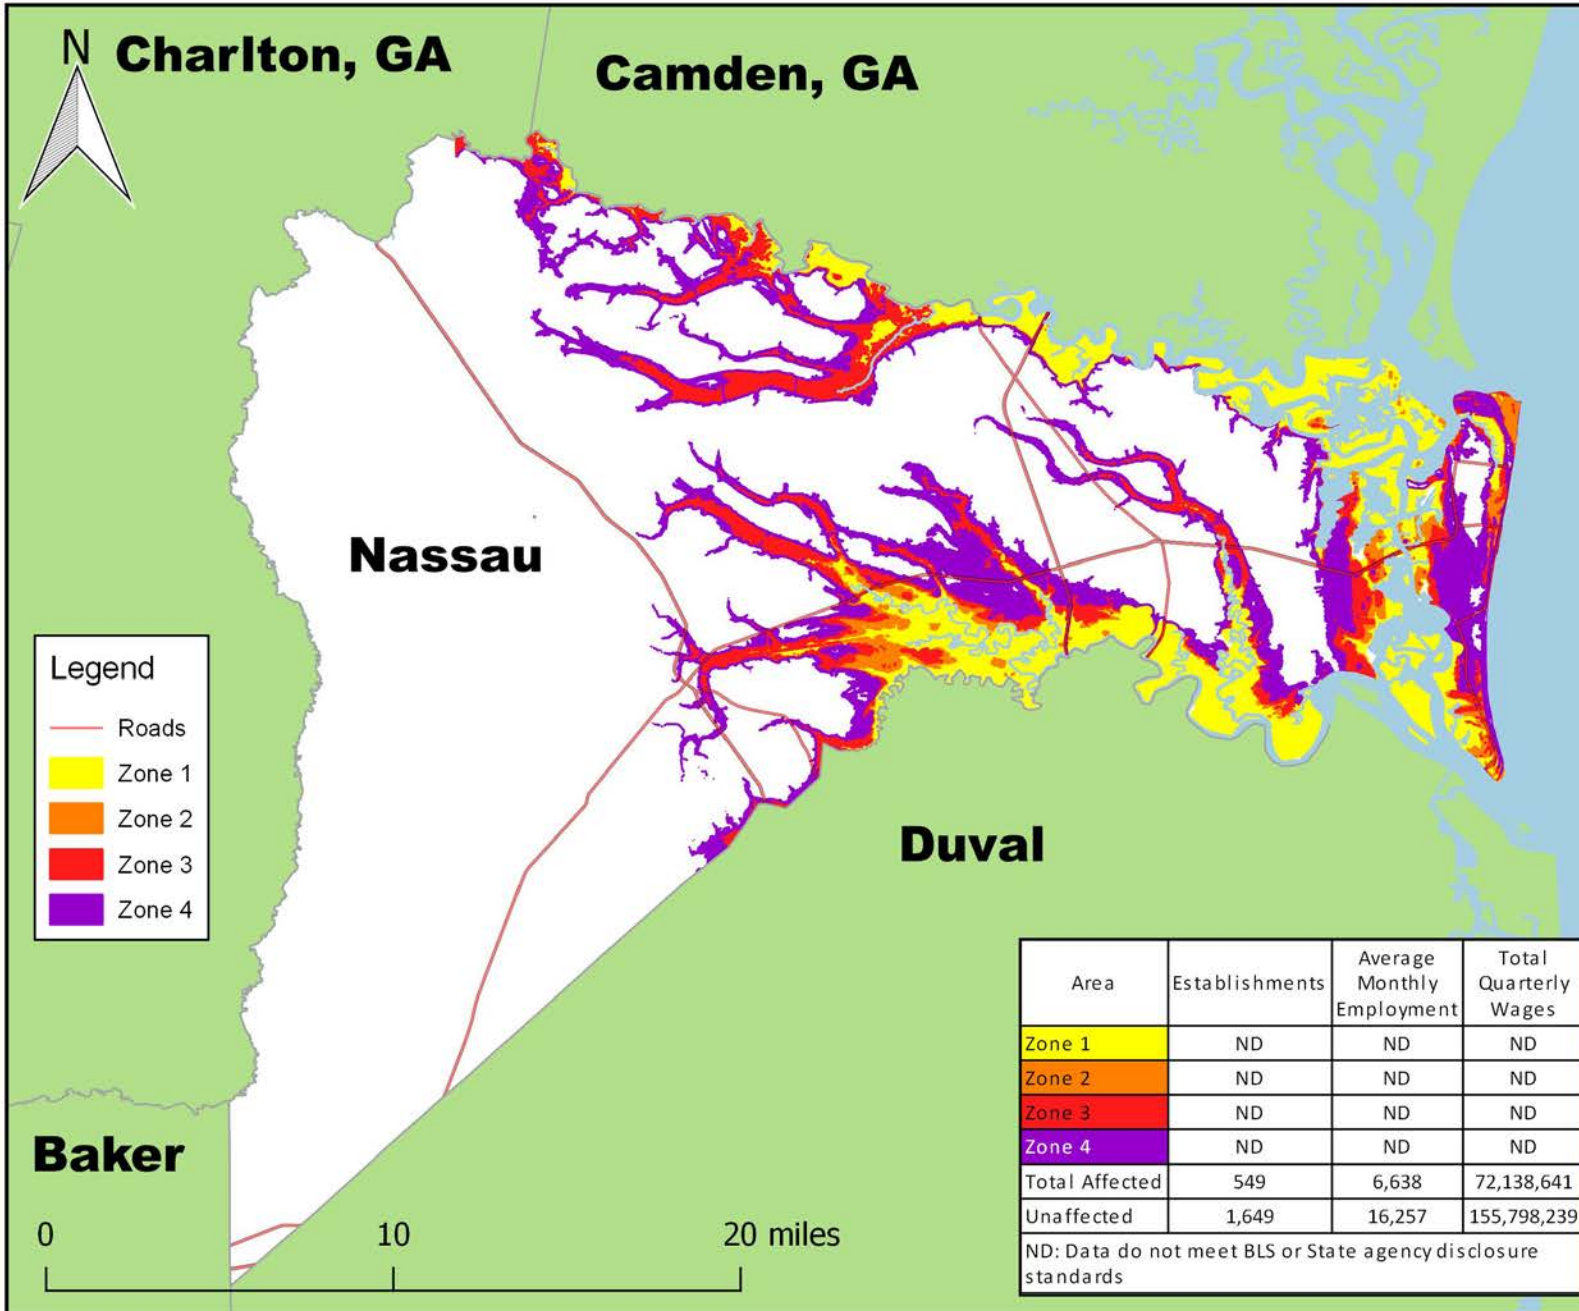 N
Charlton, GA
Camden, GA
Nassau
Legend
Roads
Zone 1
Zone 2
Zone 3
Zone 4
Duval
Baker
0 10 20 miles
Area Establishments Average Monthly Employment Total Quarterly Wages
Zone 1 ND ND ND
Zone 2 ND ND ND
Zone 3 ND ND ND
Zone 4 ND ND ND
Total Affected 549 6,638 72,138,641
Unaffected 1,649 16,257 155,798,239
ND: Data do not meet BLS or State agency disclosure
standards